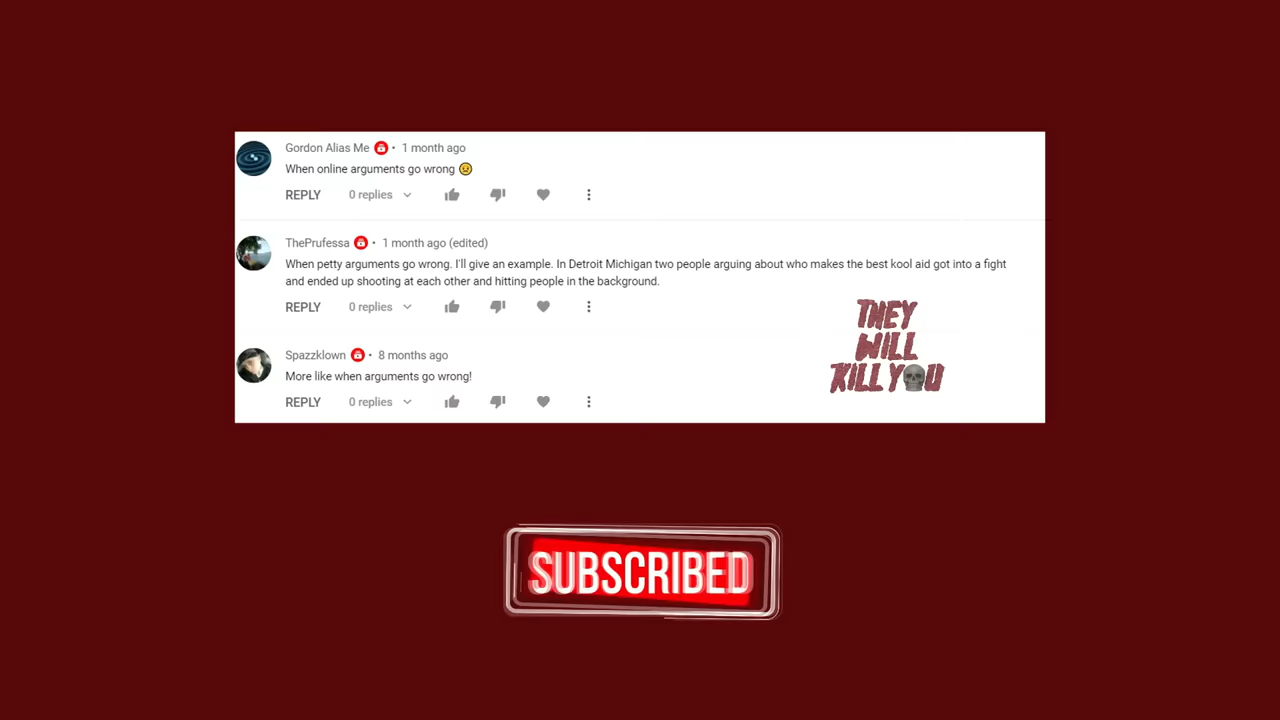 Gordon Alias Me • 1 month ago
When online arguments go wrong 😣
REPLY 0 replies
ThePrufessa • 1 month ago (edited)
When petty arguments go wrong. I'll give an example. In Detroit Michigan two people arguing about who makes the best kool aid got into a fight
and ended up shooting at each other and hitting people in the background.
REPLY 0 replies
Spazzklown • 8 months ago
More like when arguments go wrong!
REPLY 0 replies
THEY
WILL
KILL YOU
SUBSCRIBED